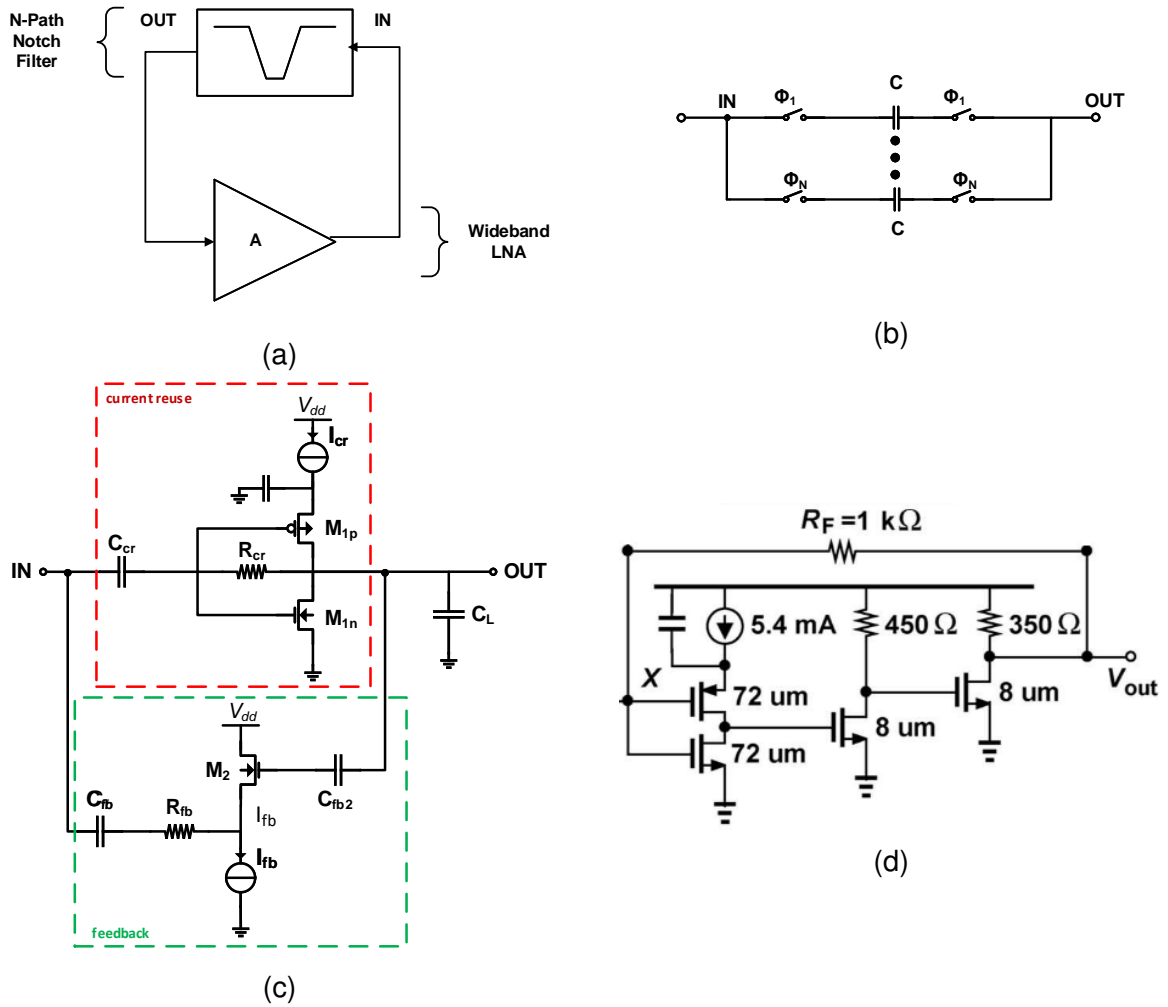 N-Path
Notch
Filter
OUT
IN
A
Wideband
LNA
(a)
IN
Φ1
C
Φ1
OUT
ΦN
ΦN
C
(b)
current reuse
Vdd
Icr
M1p
Ccr
Rcr
IN
OUT
M1n
CL
Vdd
M2
Cfb2
Cfb
Rfb
Ifb
Ifb
feedback
(c)
RF =1 kΩ
5.4 mA
450 Ω
350 Ω
X
72 um
Vout
8 um
8 um
72 um
(d)